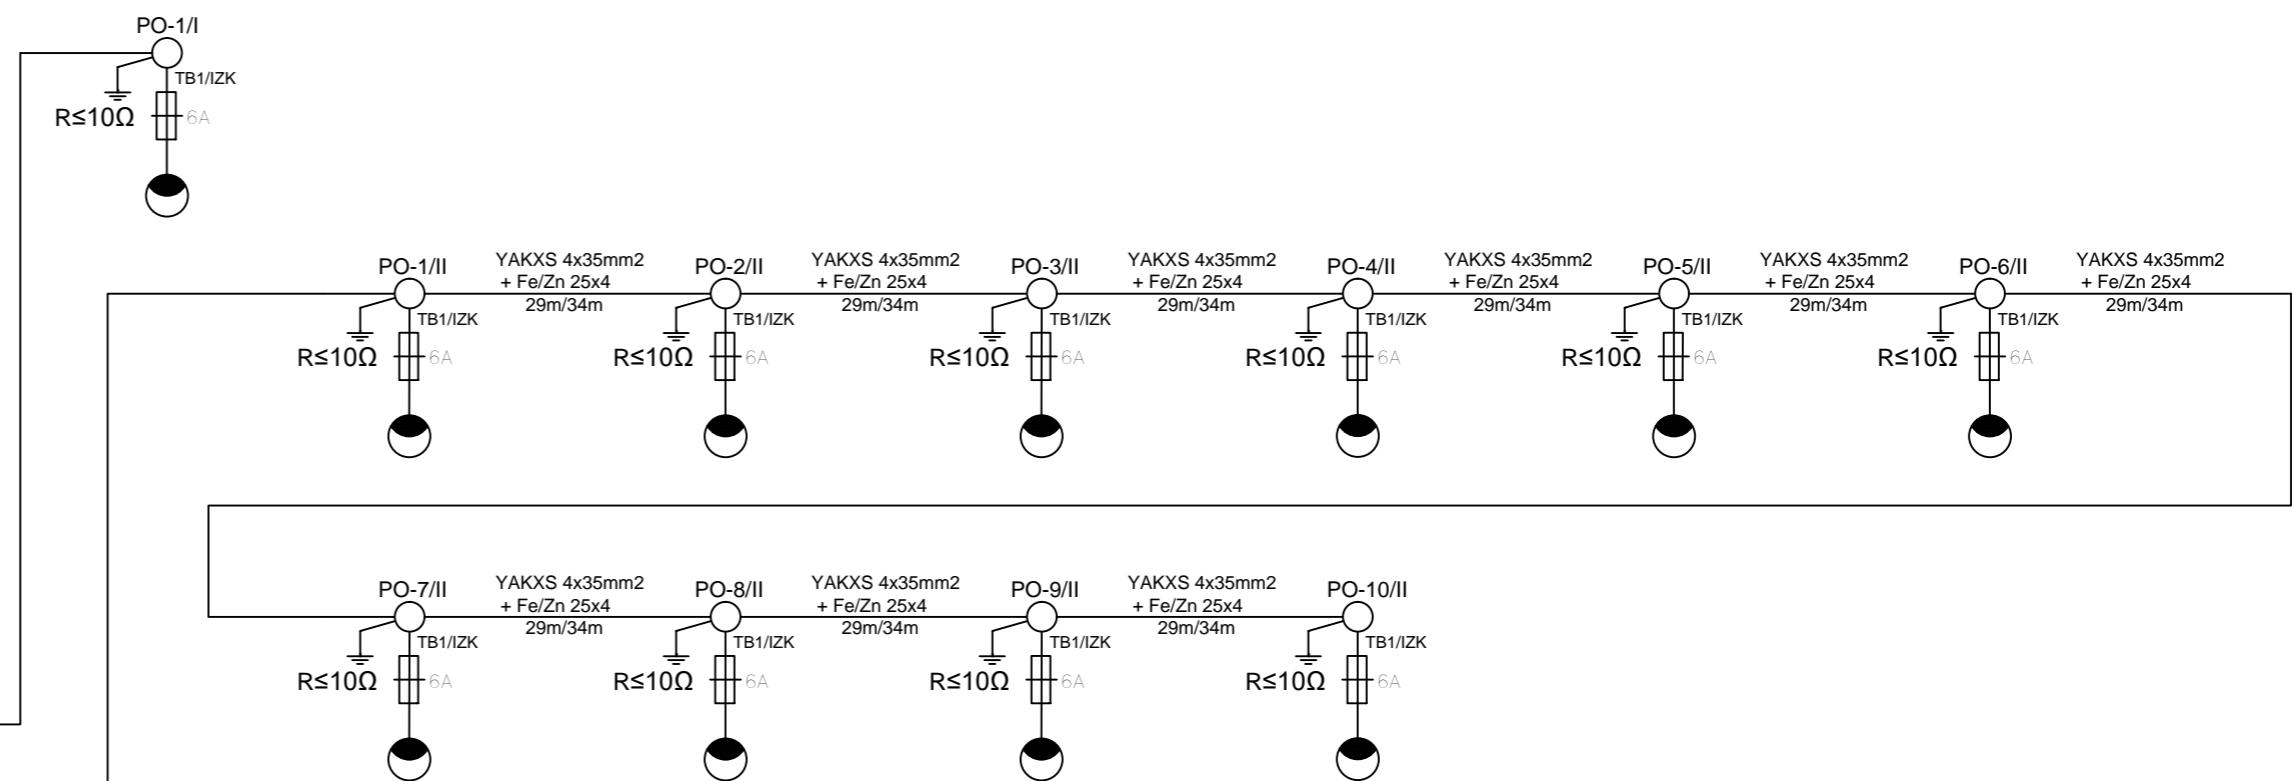 PO-1/I
TB1/IZK
R≤10Ω
6A
PO-1/II
YAKXS 4x35mm2
+ Fe/Zn 25x4
29m/34m
TB1/IZK
R≤10Ω
6A
PO-2/II
YAKXS 4x35mm2
+ Fe/Zn 25x4
29m/34m
TB1/IZK
R≤10Ω
6A
PO-3/II
YAKXS 4x35mm2
+ Fe/Zn 25x4
29m/34m
TB1/IZK
R≤10Ω
6A
PO-4/II
YAKXS 4x35mm2
+ Fe/Zn 25x4
29m/34m
TB1/IZK
R≤10Ω
6A
PO-5/II
YAKXS 4x35mm2
+ Fe/Zn 25x4
29m/34m
TB1/IZK
R≤10Ω
6A
PO-6/II
YAKXS 4x35mm2
+ Fe/Zn 25x4
29m/34m
TB1/IZK
R≤10Ω
6A
PO-7/II
YAKXS 4x35mm2
+ Fe/Zn 25x4
29m/34m
TB1/IZK
R≤10Ω
6A
PO-8/II
YAKXS 4x35mm2
+ Fe/Zn 25x4
29m/34m
TB1/IZK
R≤10Ω
6A
PO-9/II
YAKXS 4x35mm2
+ Fe/Zn 25x4
29m/34m
TB1/IZK
R≤10Ω
6A
PO-10/II
TB1/IZK
R≤10Ω
6A